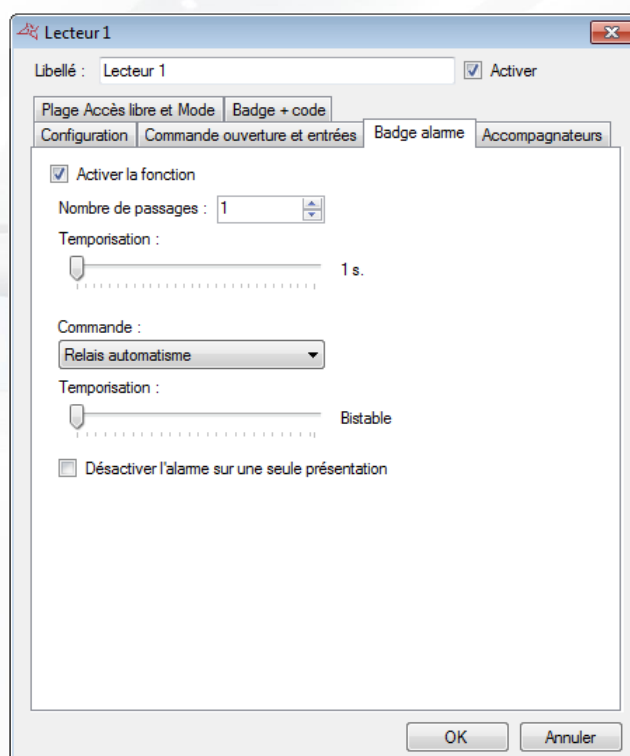 Lecteur 1
Libellé : Lecteur 1 Activer
Plage Accès libre et Mode Badge + code
Configuration Commande ouverture et entrées Badge alarme Accompagnateurs
Activer la fonction
Nombre de passages : 1
Temporisation :
1 s.
Commande :
Relais automatisme
Temporisation :
Bistable
Désactiver l'alarme sur une seule présentation
OK Annuler